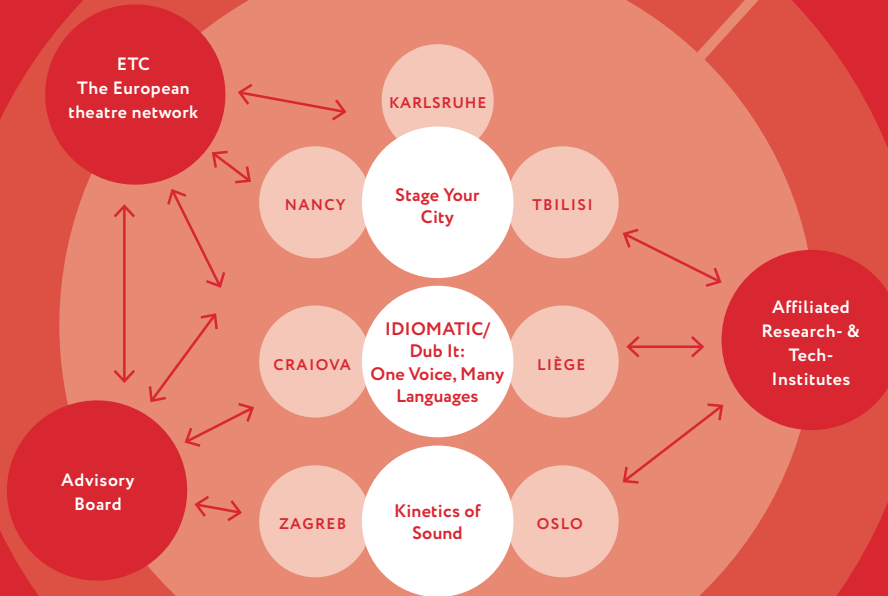 ETC
The European
theatre network
KARLSRUHE
NANCY
Stage Your
City
TBILISI
Affiliated
Research- &
Tech-
Institutes
CRAIOVA
IDIOMATIC/
Dub It:
One Voice, Many
Languages
LIÈGE
Advisory
Board
ZAGREB
Kinetics of
Sound
OSLO